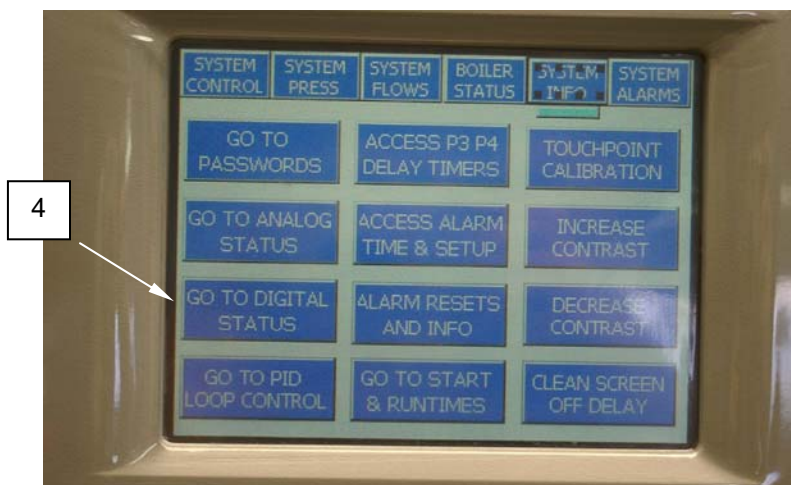 SYSTEM CONTROL
SYSTEM PRESS
SYSTEM FLOWS
BOILER STATUS
SYSTEM INFO
SYSTEM ALARMS
GO TO
PASSWORDS
ACCESS P3 P4
DELAY TIMERS
TOUCHPOINT
CALIBRATION
4
GO TO ANALOG
STATUS
ACCESS ALARM
TIME & SETUP
INCREASE
CONTRAST
GO TO DIGITAL
STATUS
ALARM RESETS
AND INFO
DECREASE
CONTRAST
GO TO PID
LOOP CONTROL
GO TO START
& RUNTIMES
CLEAN SCREEN
OFF DELAY